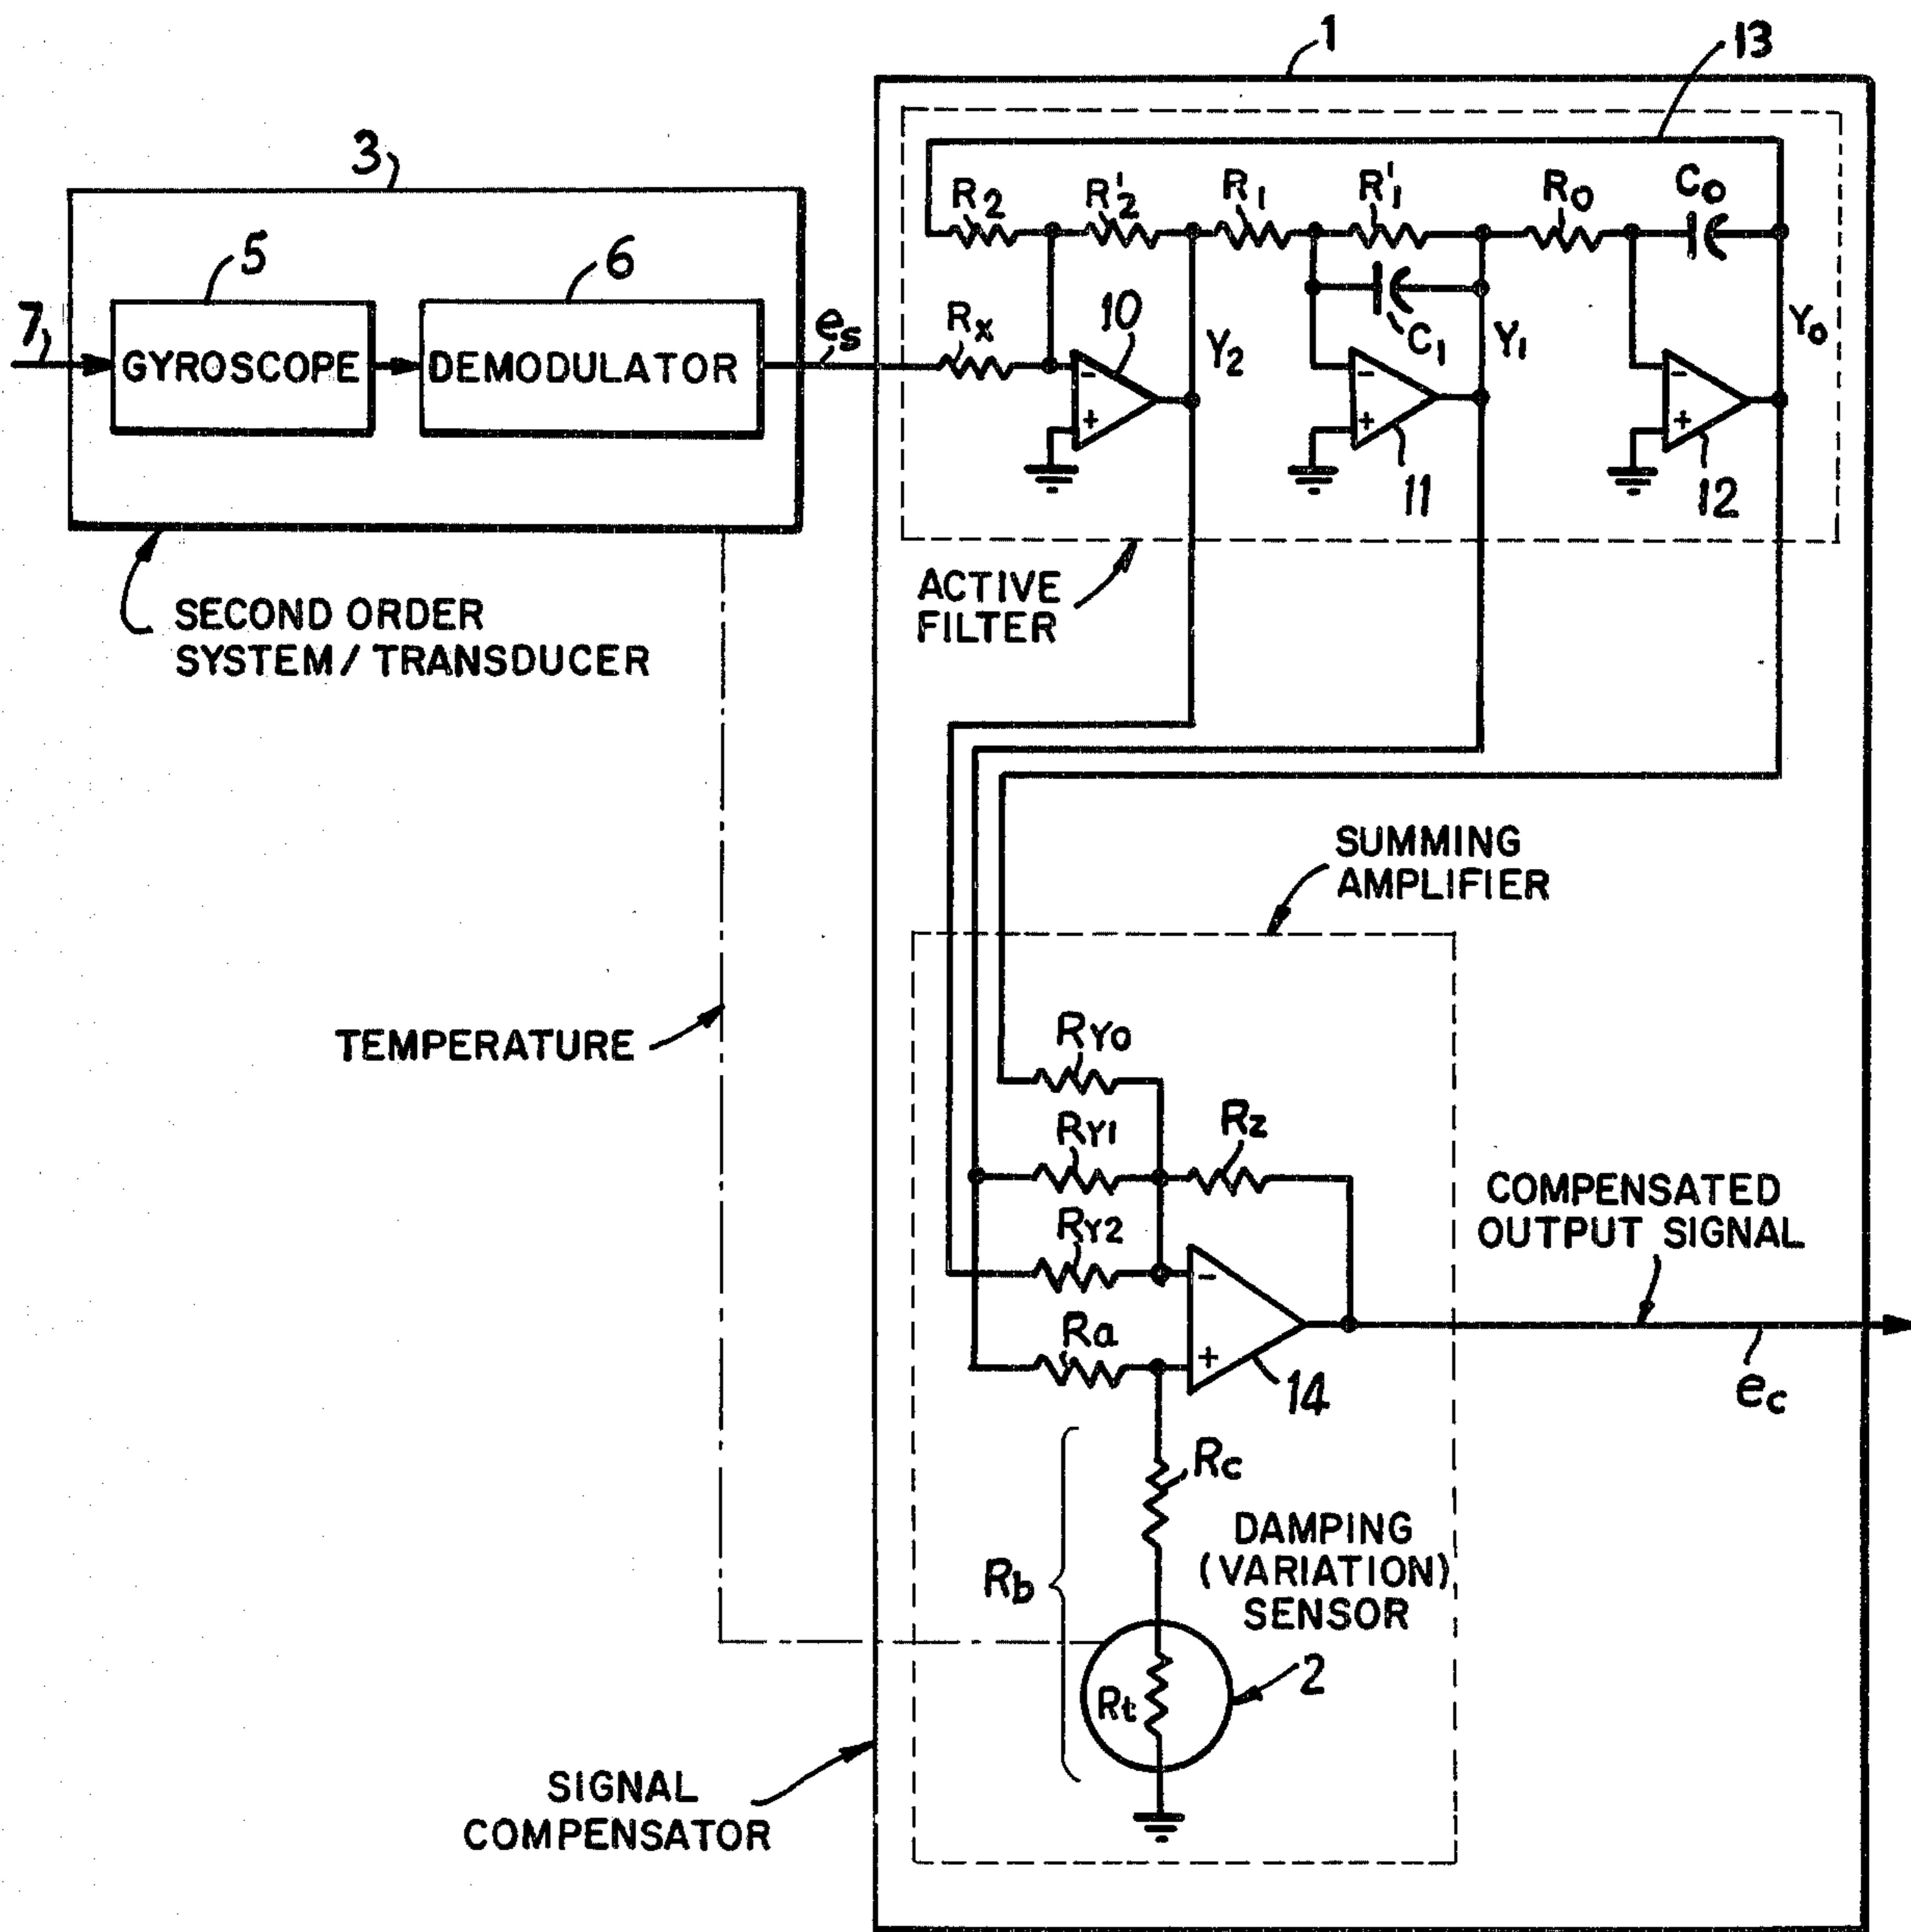 1
13
3
R2
R'2
R1
R'1
R0
C0
5
6
7
GYROSCOPE
DEMODULATOR
es
Rx
10
Y2
C1
Y1
Y0
-
+
-
+
-
+
11
12
SECOND ORDER
SYSTEM / TRANSDUCER
ACTIVE
FILTER
SUMMING
AMPLIFIER
TEMPERATURE
RY0
RY1
Rz
RY2
COMPENSATED
OUTPUT SIGNAL
Ra
-
+
14
ec
Rc
Rb
DAMPING
(VARIATION)
SENSOR
2
Rt
SIGNAL
COMPENSATOR